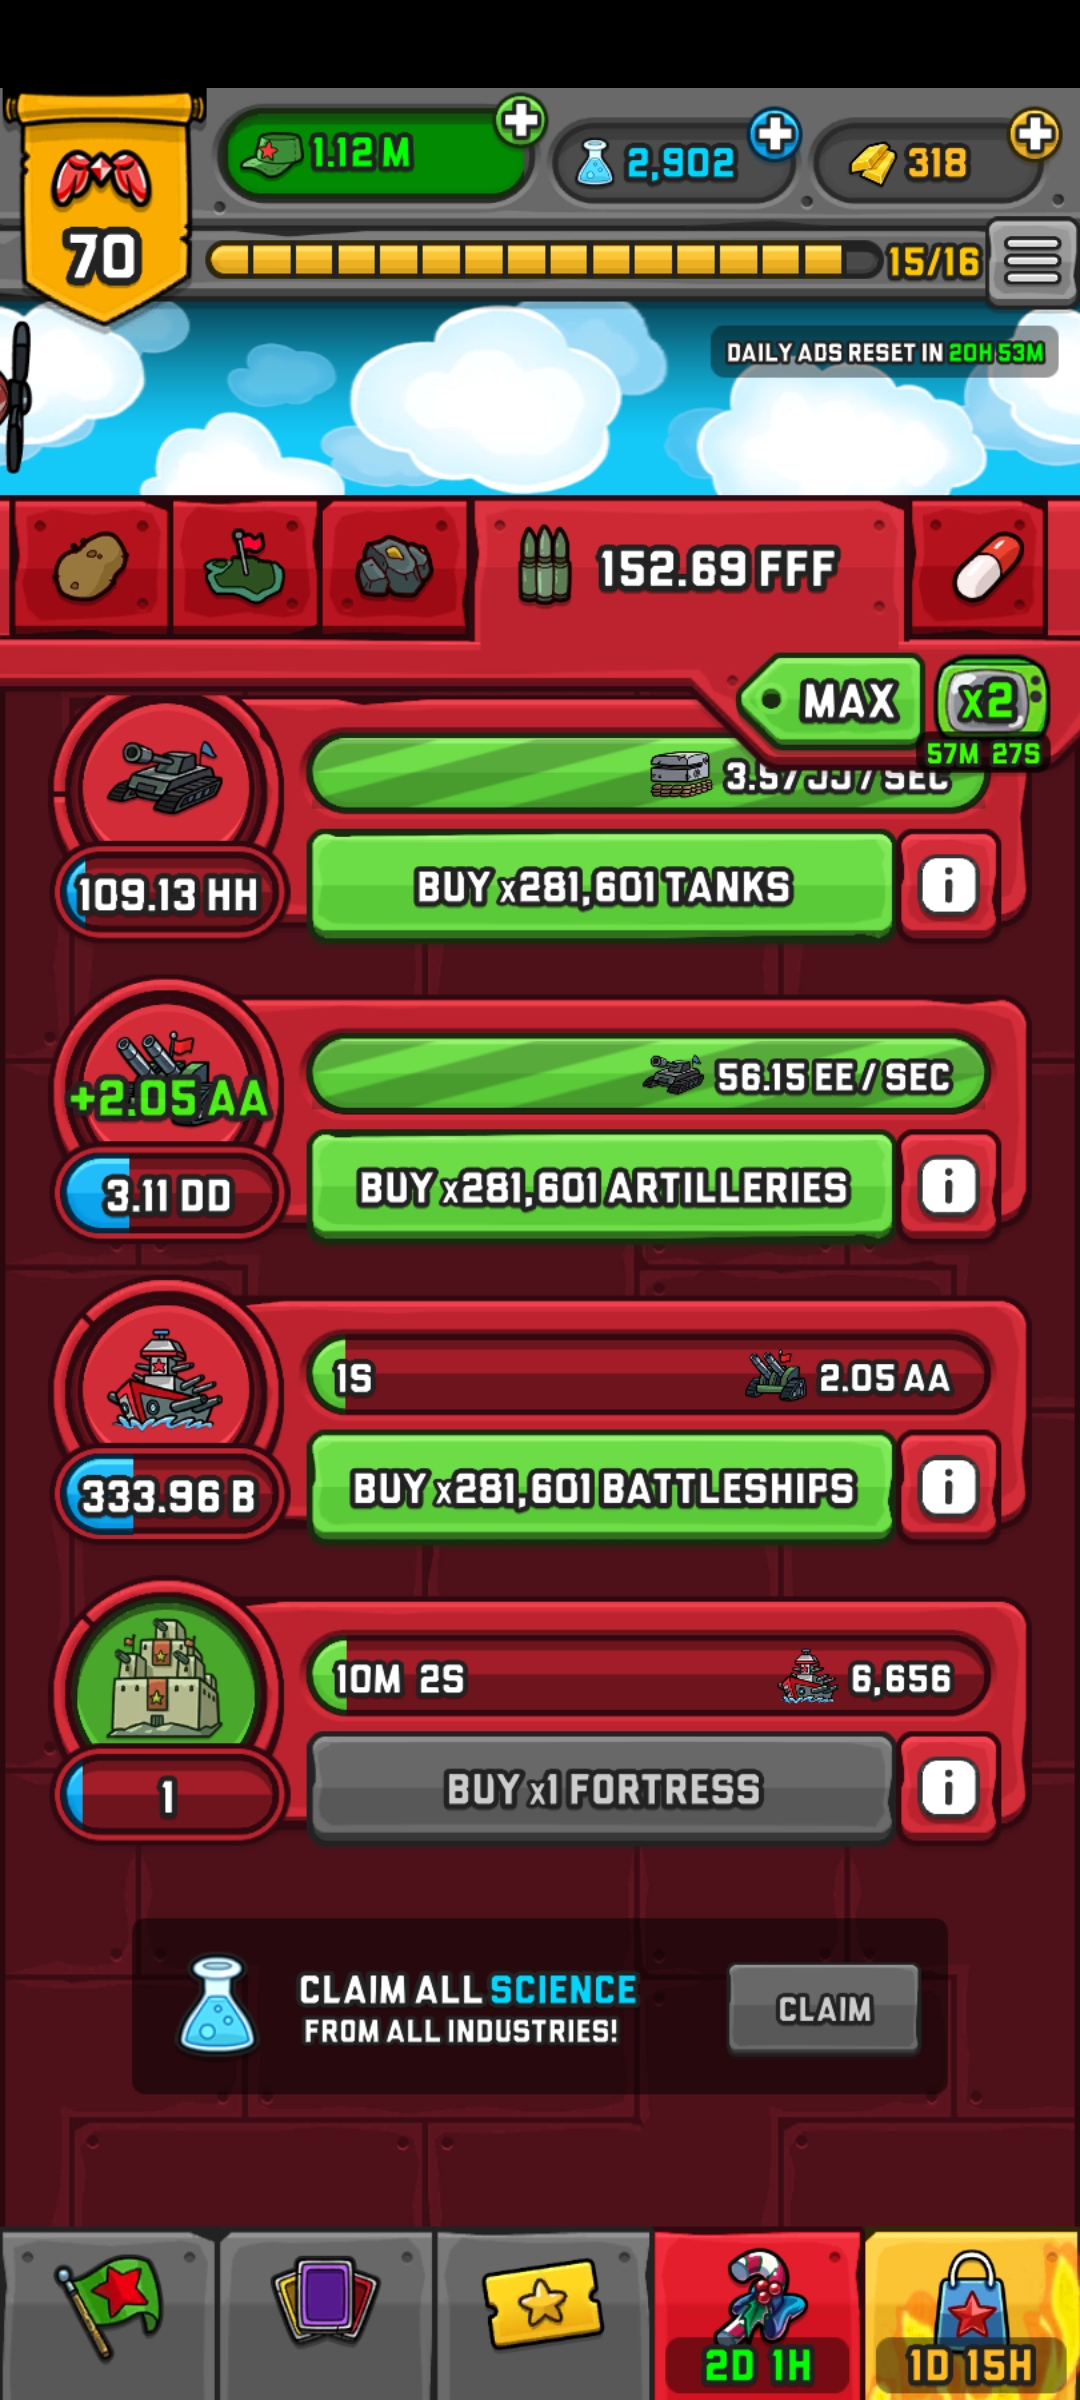 70
1.12 M
2,902
318
15/16
DAILY ADS RESET IN 20H 53M
152.69 FFF
MAX
x2
57M 27S
3.57 JJ / SEC
109.13 HH
BUY x281,601 TANKS
i
+2.05 AA
56.15 EE / SEC
3.11 DD
BUY x281,601 ARTILLERIES
i
1S
2.05 AA
333.96 B
BUY x281,601 BATTLESHIPS
i
10M 2S
6,656
1
BUY x1 FORTRESS
i
CLAIM ALL SCIENCE
FROM ALL INDUSTRIES!
CLAIM
2D 1H
1D 15H